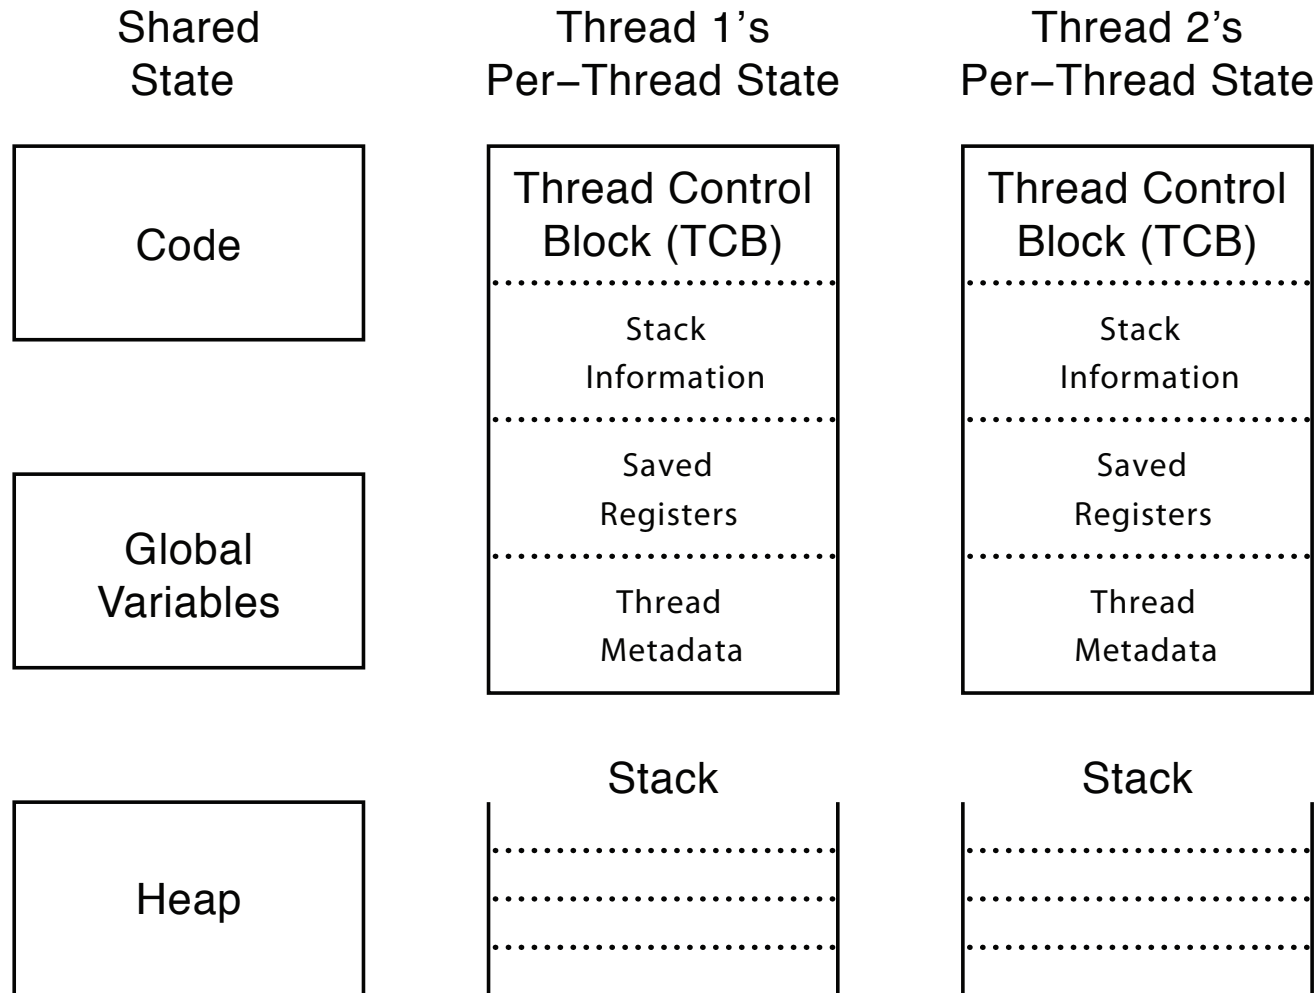 Shared
State
Code
Global
Variables
Heap
Thread 1's
Per–Thread State
Thread Control
Block (TCB)
Stack
Information
Saved
Registers
Thread
Metadata
Stack
Thread 2's
Per–Thread State
Thread Control
Block (TCB)
Stack
Information
Saved
Registers
Thread
Metadata
Stack